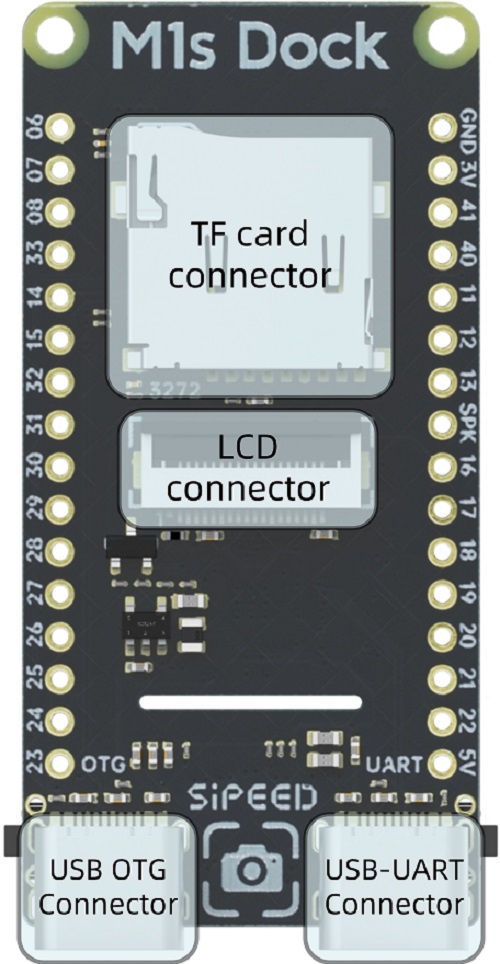 M1s Dock
06
07
08
33
14
15
32
31
30
29
28
27
26
25
24
23
GND
3V
41
40
11
12
13
SPK
16
17
18
19
20
21
22
5V
TF card
connector
3272
LCD
connector
OTG
UART
SiPEED
USB OTG
Connector
USB-UART
Connector